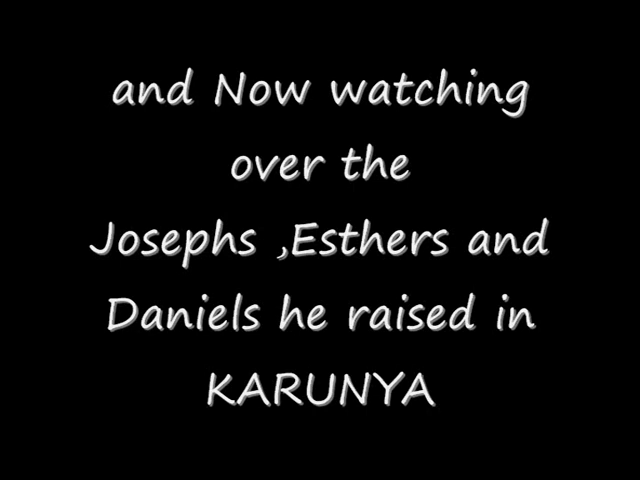 and Now watching
over the
Josephs ,Esthers and
Daniels he raised in
KARUNYA